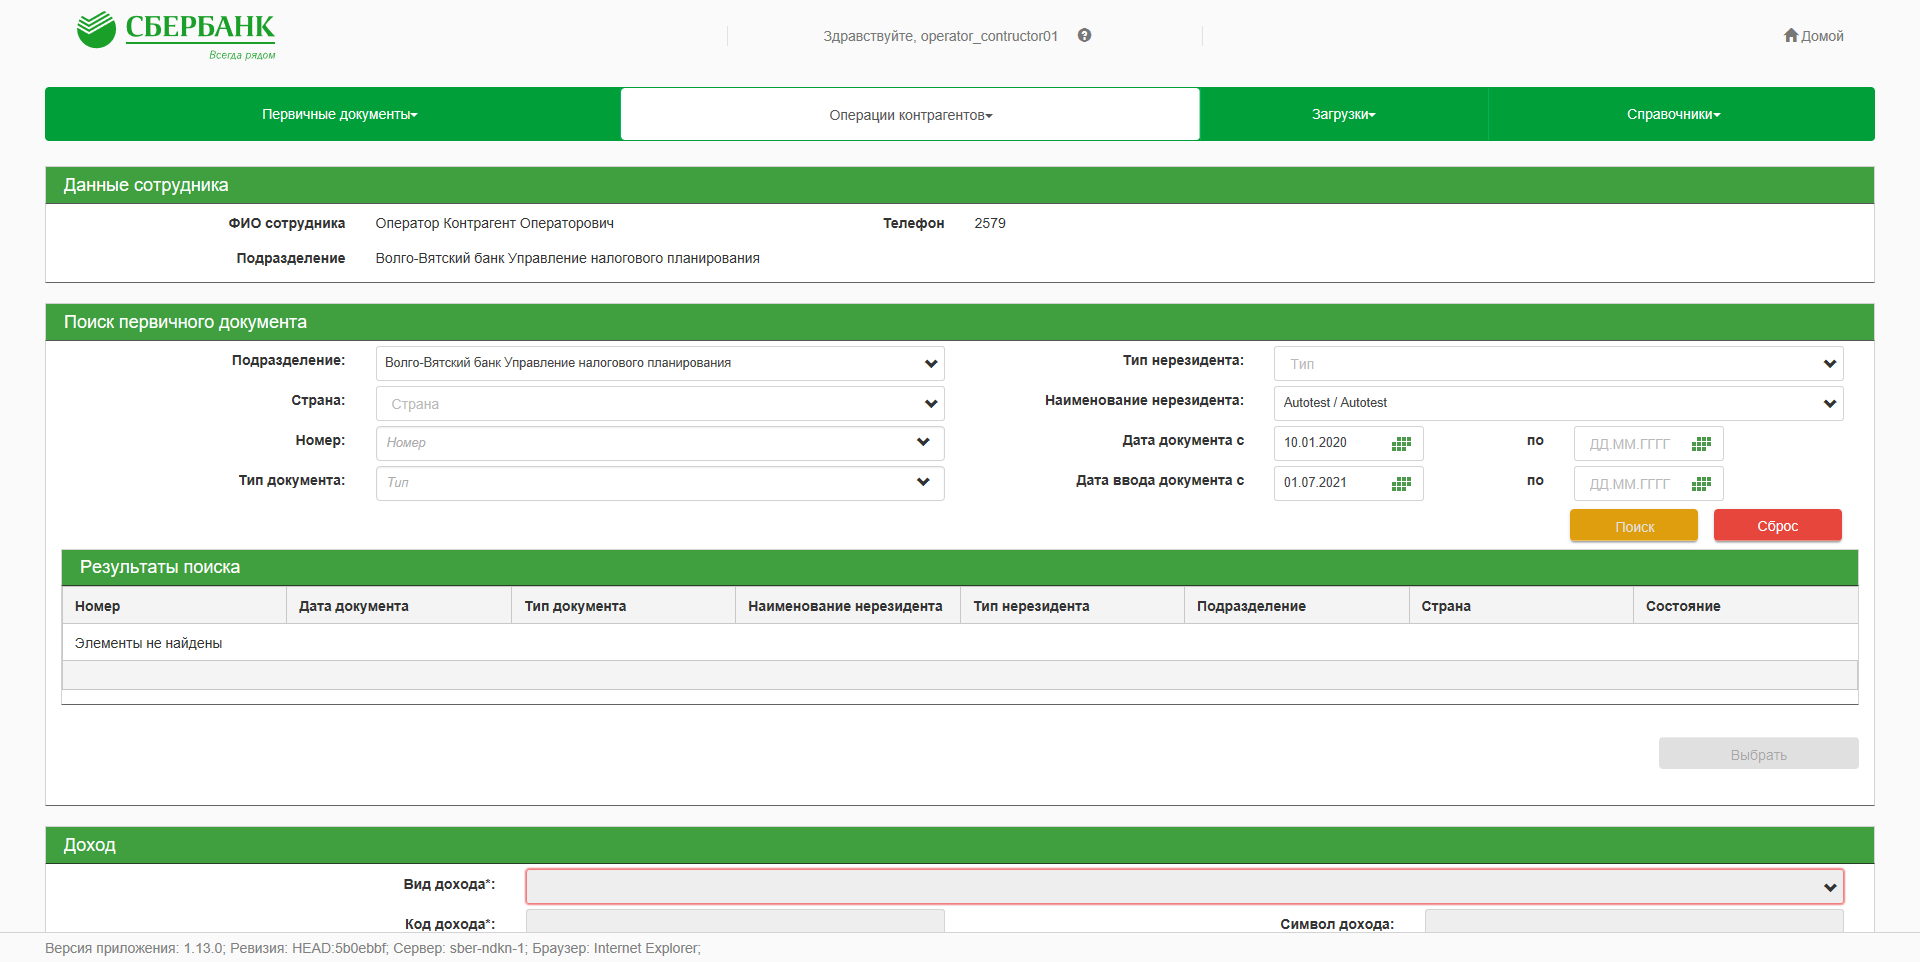 СБЕРБАНК
Всегда рядом
Здравствуйте, operator_contructor01
Домой
Первичные документы
Операции контрагентов
Загрузки
Справочники
Данные сотрудника
ФИО сотрудника Оператор Контрагент Операторович Телефон 2579
Подразделение Волго-Вятский банк Управление налогового планирования
Поиск первичного документа
Подразделение: Волго-Вятский банк Управление налогового планирования Тип нерезидента: Тип
Страна: Страна Наименование нерезидента: Autotest / Autotest
Номер: Номер Дата документа с 10.01.2020 по ДД.ММ.ГГГГ
Тип документа: Тип Дата ввода документа с 01.07.2021 по ДД.ММ.ГГГГ
Поиск Сброс
Результаты поиска
Номер Дата документа Тип документа Наименование нерезидента Тип нерезидента Подразделение Страна Состояние
Элементы не найдены
Выбрать
Доход
Вид дохода*:
Код дохода*: Символ дохода:
Версия приложения: 1.13.0; Ревизия: HEAD:5b0ebbf; Сервер: sber-ndkn-1; Браузер: Internet Explorer;